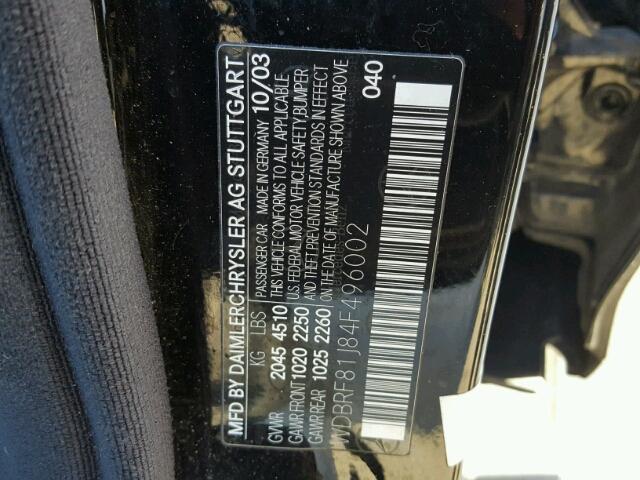 MFD BY DAIMLERCHRYSLER AG STUTTGART
KG LBS PASSENGER CAR MADE IN GERMANY 10/03
GVWR 2045 4510 THIS VEHICLE CONFORMS TO ALL APPLICABLE
GAWR FRONT 1020 2250 U.S. FEDERAL MOTOR VEHICLE SAFETY, BUMPER
GAWR REAR 1025 2260 AND THEFT PREVENTION STANDARDS IN EFFECT
ON THE DATE OF MANUFACTURE SHOWN ABOVE
WDBRF81J84F496002
040